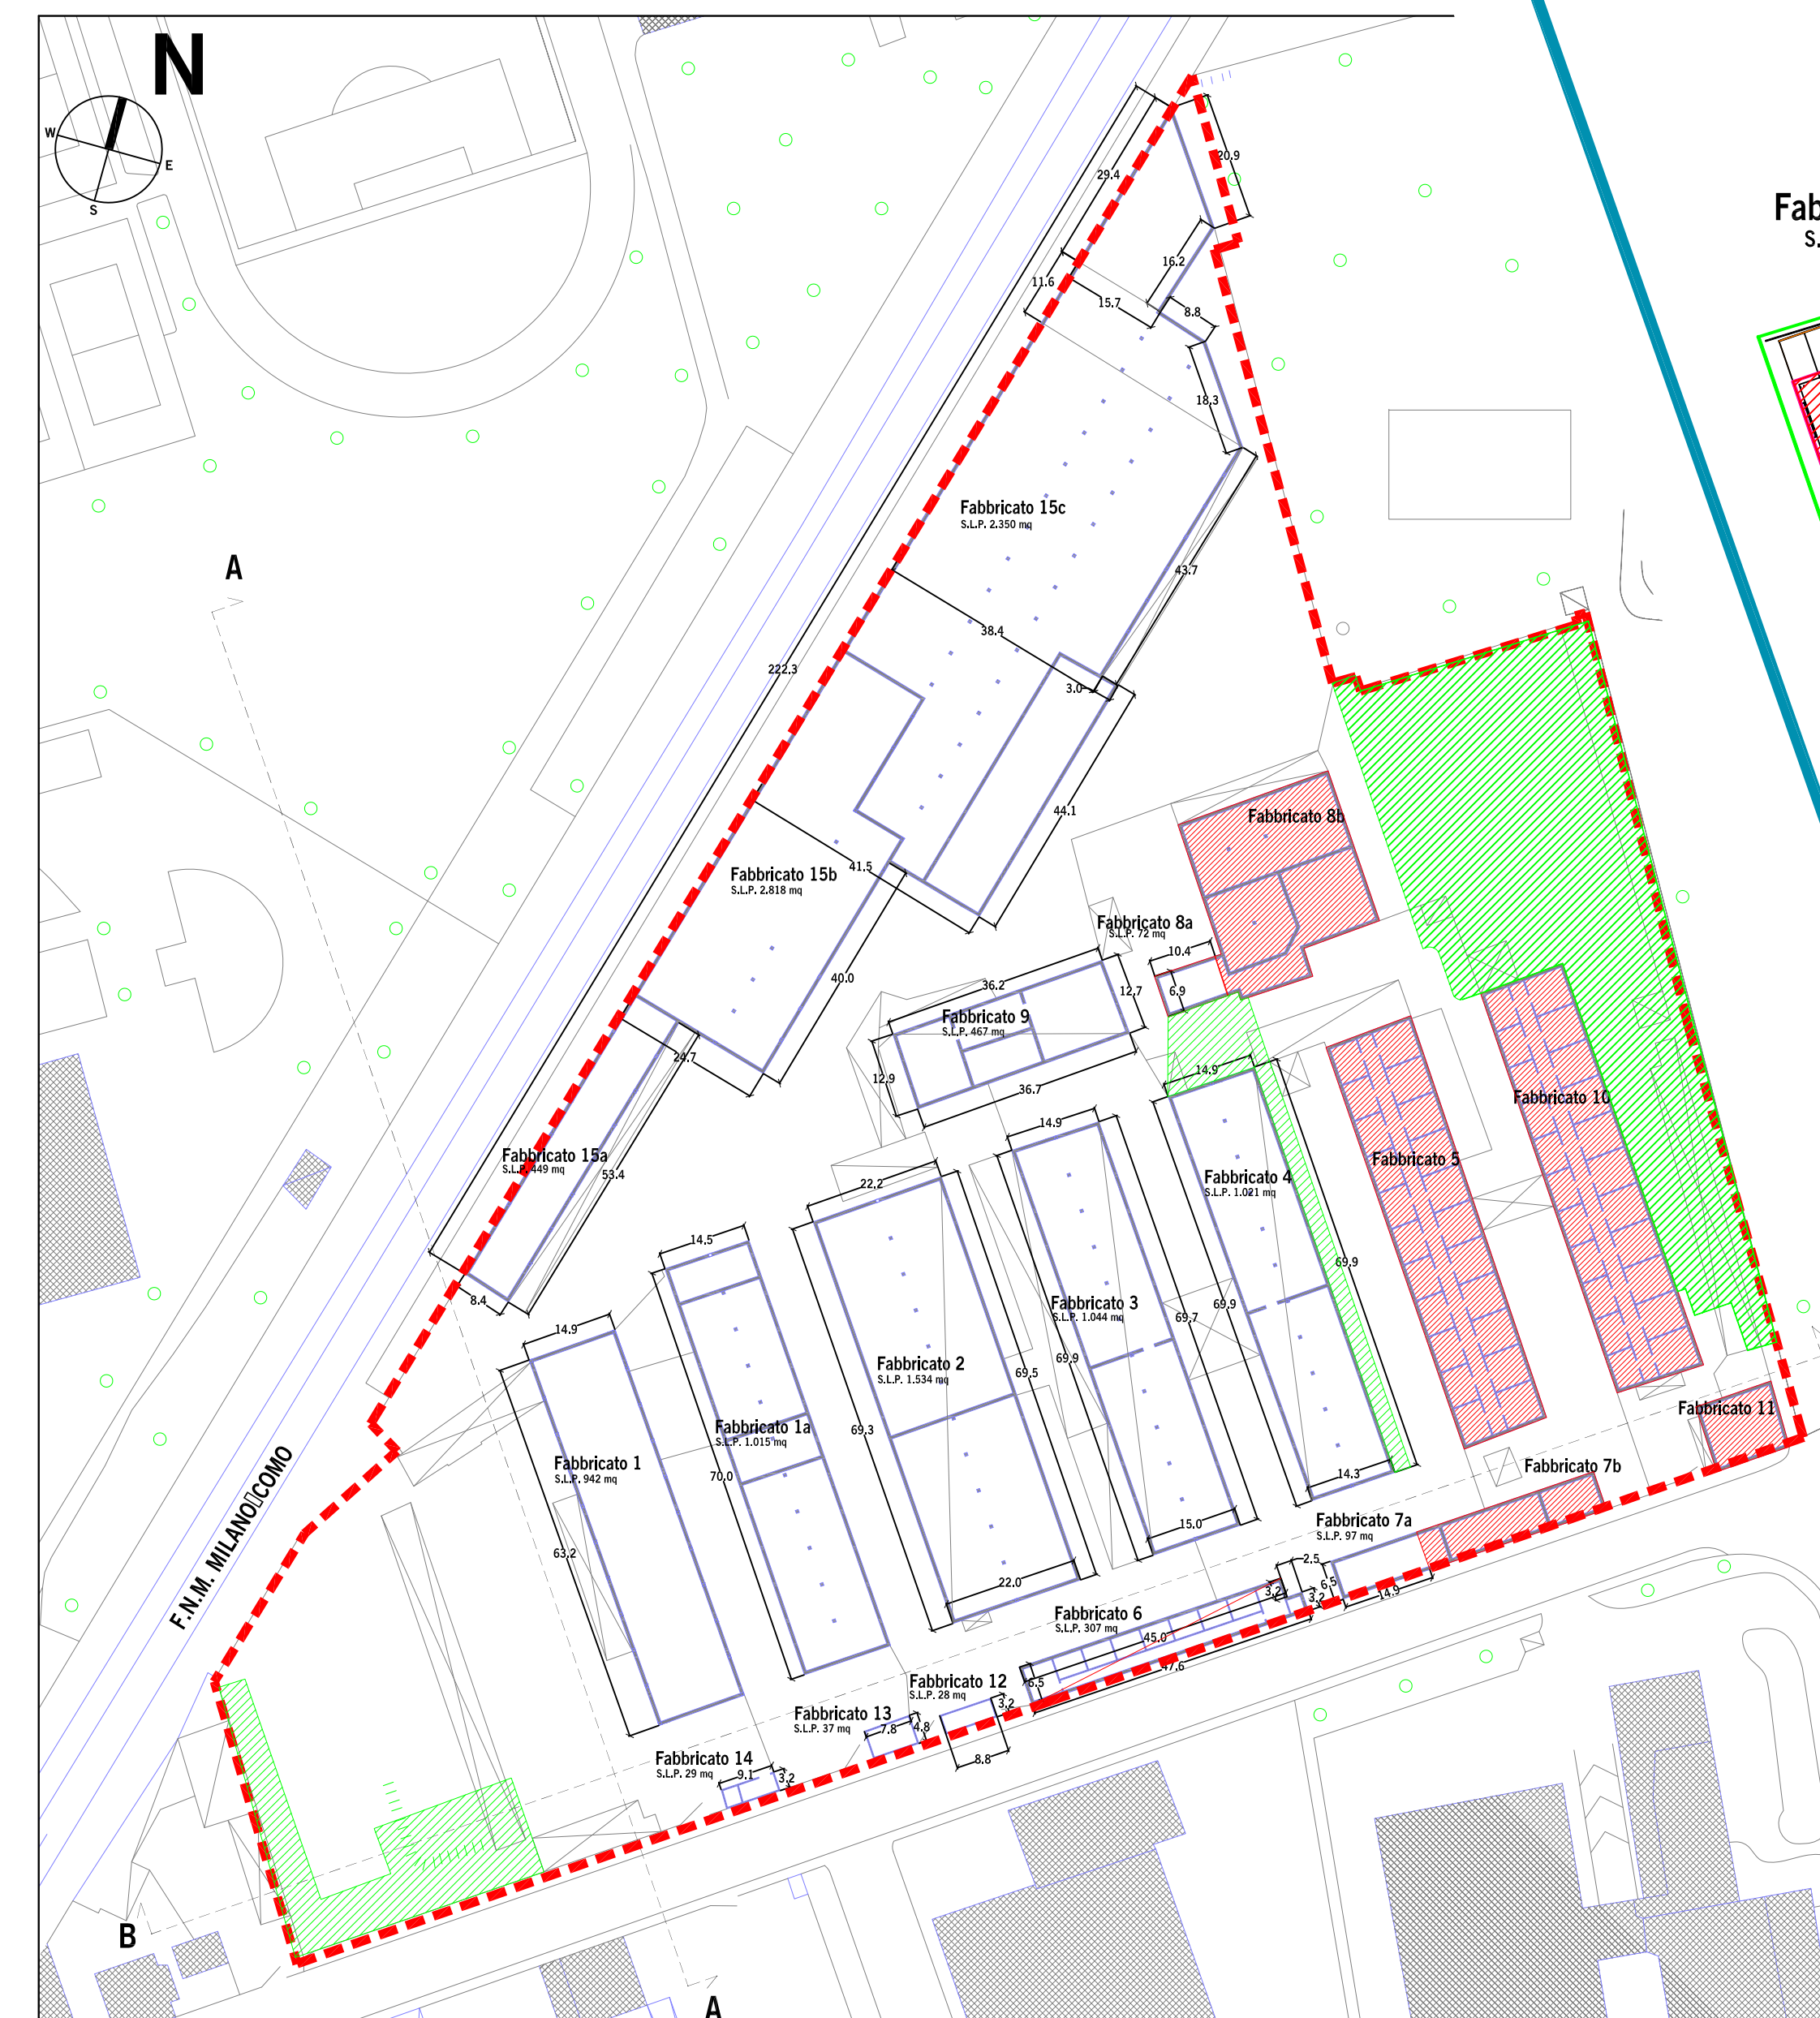 N
W
E
S
Fab
S.
A
20.9
29.4
16.2
11.6
15.7
8.8
18.3
Fabbricato 15c
S.L.P. 2.350 mq
43.7
38.4
222.3
3.0
44.1
Fabbricato 8b
41.5
Fabbricato 15b
S.L.P. 2.818 mq
Fabbricato 8a
S.L.P. 72 mq
10.4
40.0
36.2
12.7
6.9
Fabbricato 9
S.L.P. 467 mq
24.7
12.9
36.7
14.9
Fabbricato 10
14.9
Fabbricato 15a
S.L.P. 449 mq
53.4
Fabbricato 5
22.2
Fabbricato 4
S.L.P. 1.021 mq
14.5
69.9
8.4
14.9
Fabbricato 3
S.L.P. 1.044 mq
69.7
69.9
69.9
Fabbricato 2
S.L.P. 1.534 mq
69.5
Fabbricato 11
Fabbricato 1a
S.L.P. 1.015 mq
69.3
Fabbricato 1
S.L.P. 942 mq
70.0
14.3
Fabbricato 7b
F.N.M. MILANO▯COMO
63.2
15.0
Fabbricato 7a
S.L.P. 97 mq
2.5
22.0
3.2
6.5
14.9
3.2
Fabbricato 6
S.L.P. 307 mq
45.0
47.6
6.5
Fabbricato 12
S.L.P. 28 mq
3.2
Fabbricato 13
S.L.P. 37 mq
7.8
4.8
8.8
Fabbricato 14
S.L.P. 29 mq
9.1
3.2
B
A